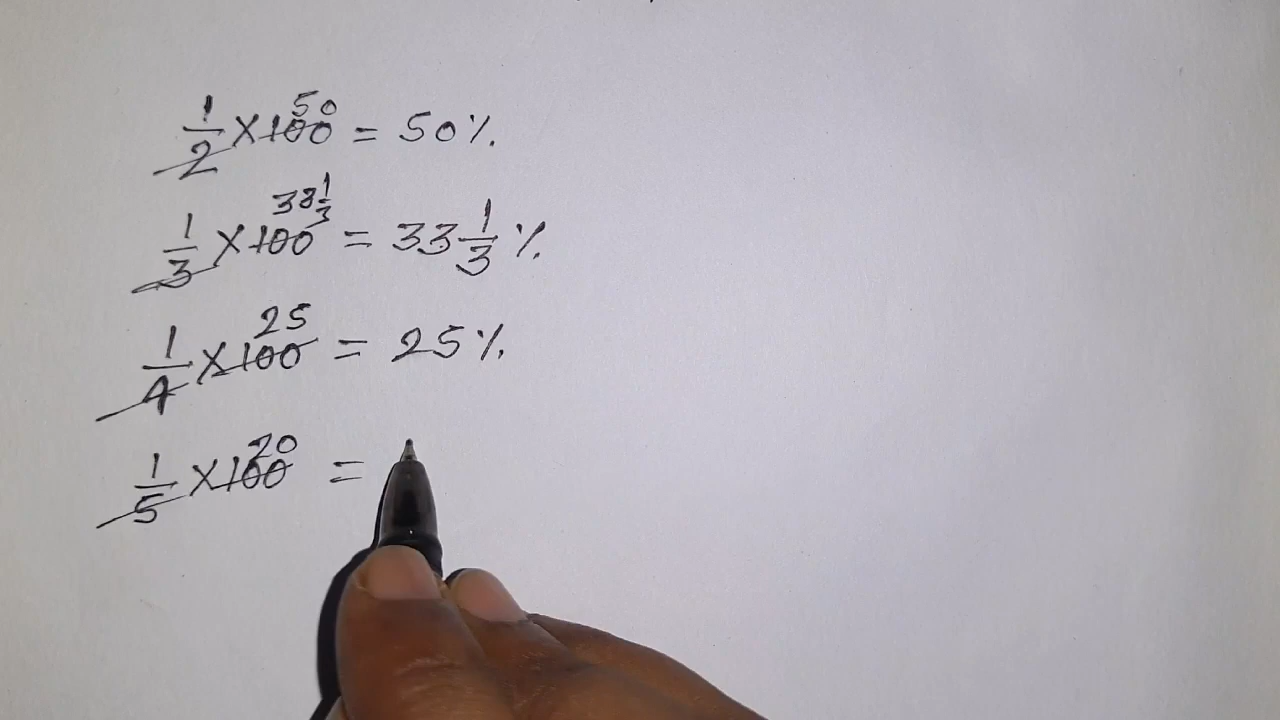 1/2 × 100 50 = 50%.
1/3 × 100 33 1/3 = 33 1/3 %.
1/4 × 100 25 = 25%.
1/5 × 100 20 =